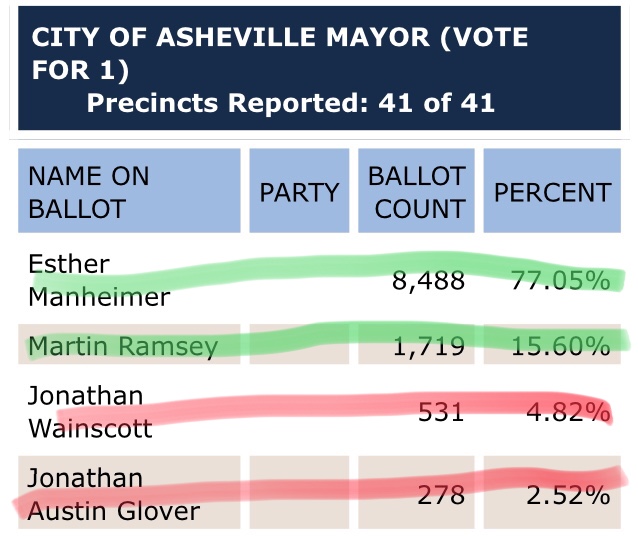 CITY OF ASHEVILLE MAYOR (VOTE
FOR 1)
Precincts Reported: 41 of 41
NAME ON
BALLOT
PARTY
BALLOT
COUNT
PERCENT
Esther
Manheimer
8,488
77.05%
Martin Ramsey
1,719
15.60%
Jonathan
Wainscott
531
4.82%
Jonathan
Austin Glover
278
2.52%